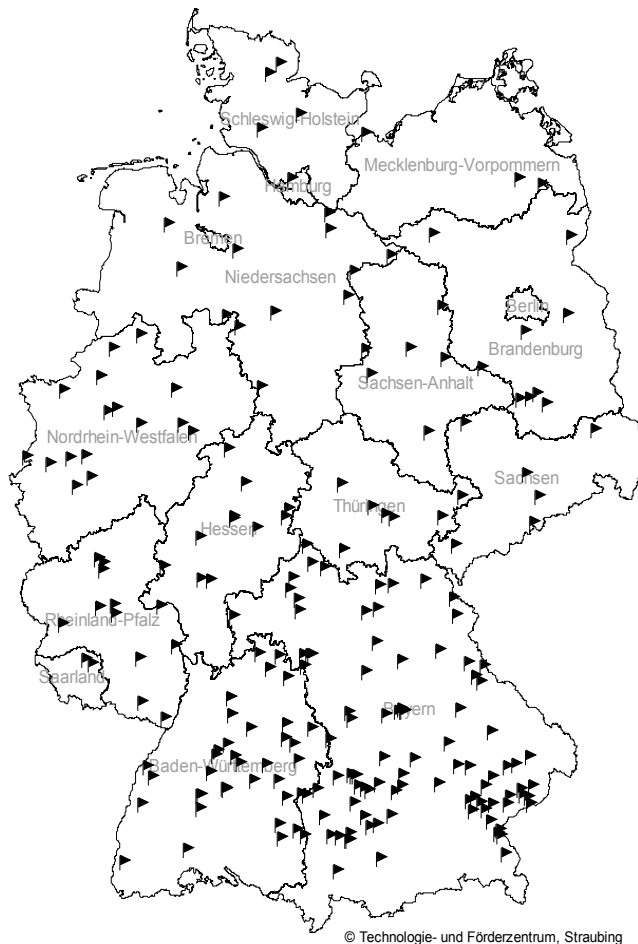 Schleswig-Holstein
Mecklenburg-Vorpommern
Hamburg
Bremen
Niedersachsen
Berlin
Brandenburg
Sachsen-Anhalt
Nordrhein-Westfalen
Sachsen
Thüringen
Hessen
Rheinland-Pfalz
Saarland
Bayern
Baden-Württemberg
© Technologie- und Förderzentrum, Straubing